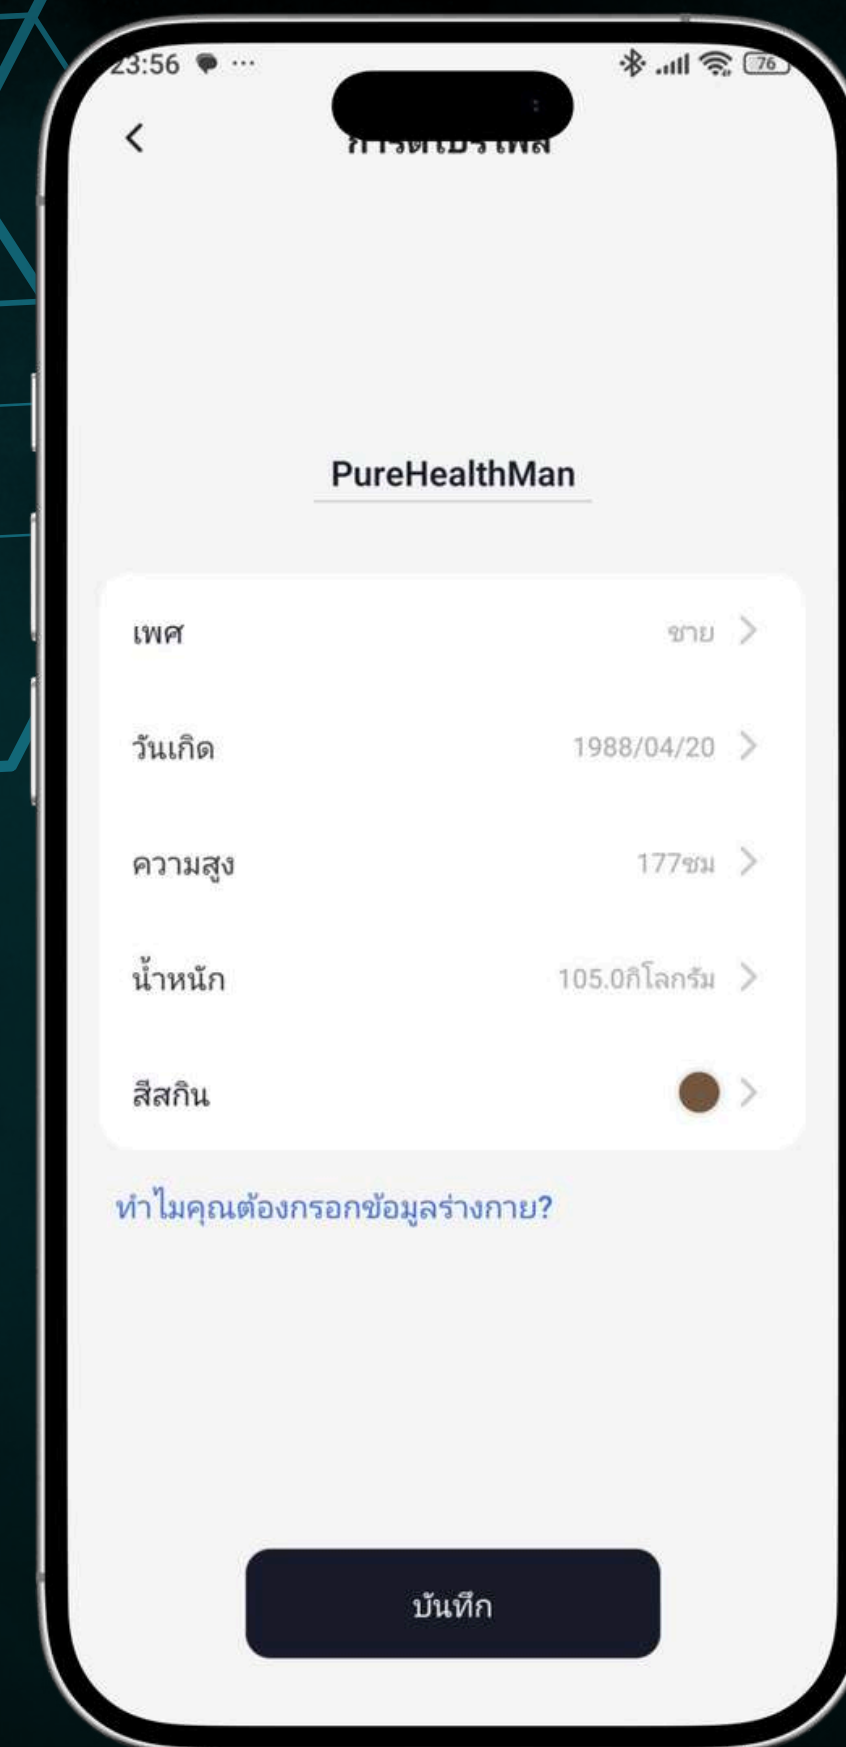 23:56
76
PureHealthMan
เพศ
ชาย
วันเกิด
1988/04/20
ความสูง
177ซม
น้ำหนัก
105.0กิโลกรัม
สีสกิน
ทำไมคุณต้องกรอกข้อมูลร่างกาย?
บันทึก